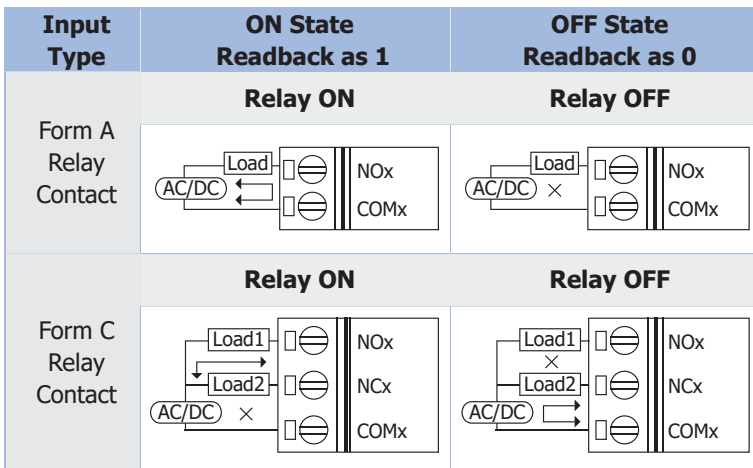 Input
Type
ON State
Readback as 1
OFF State
Readback as 0
Form A
Relay
Contact
Relay ON
Relay OFF
Load
AC/DC
NOx
COMx
Load
AC/DC
NOx
COMx
Form C
Relay
Contact
Relay ON
Relay OFF
Load1
Load2
AC/DC
NOx
NCx
COMx
Load1
Load2
AC/DC
NOx
NCx
COMx